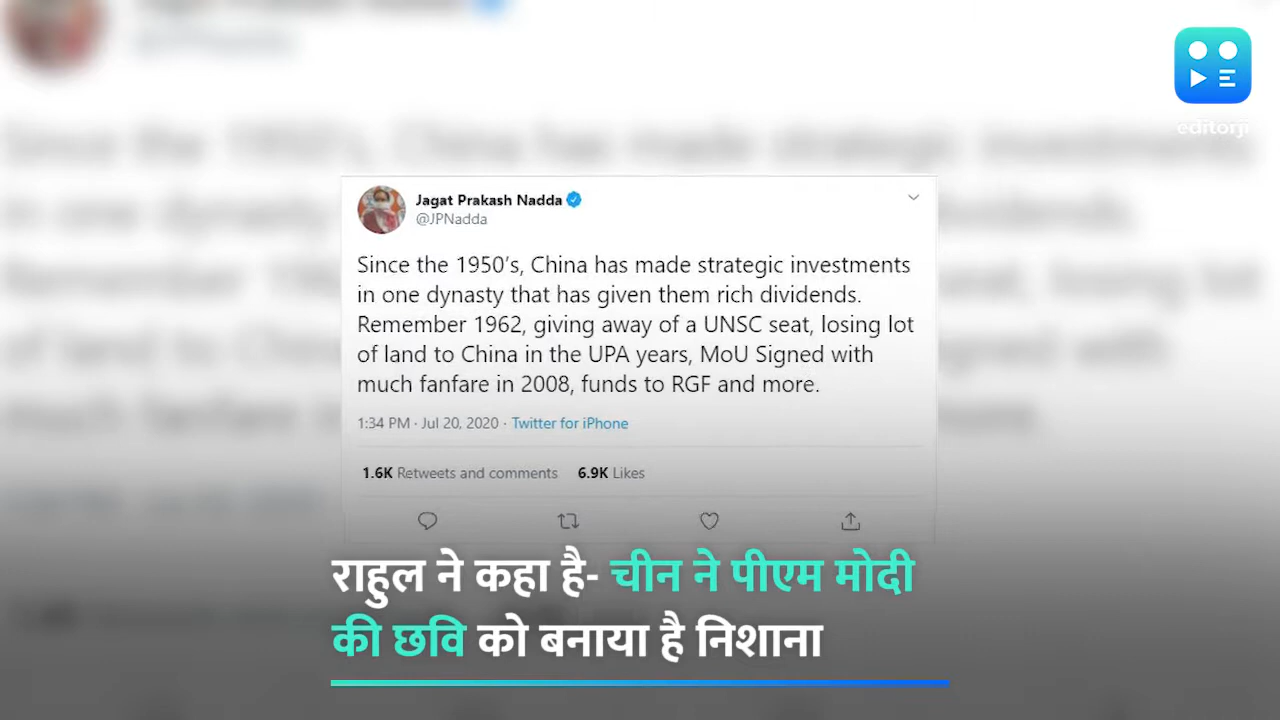 editorji
Jagat Prakash Nadda
@JPNadda
Since the 1950's, China has made strategic investments
in one dynasty that has given them rich dividends.
Remember 1962, giving away of a UNSC seat, losing lot
of land to China in the UPA years, MoU Signed with
much fanfare in 2008, funds to RGF and more.
1:34 PM · Jul 20, 2020 · Twitter for iPhone
1.6K Retweets and comments 6.9K Likes
राहुल ने कहा है- चीन ने पीएम मोदी
की छवि को बनाया है निशाना